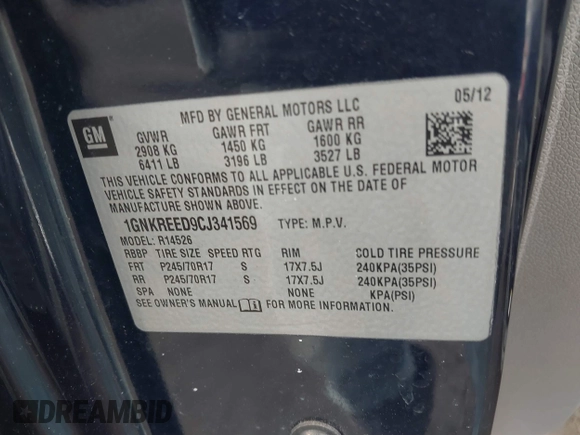 MFD BY GENERAL MOTORS LLC 05/12
GM
GVWR GAWR FRT GAWR RR
2908 KG 1450 KG 1600 KG
6411 LB 3196 LB 3527 LB
THIS VEHICLE CONFORMS TO ALL APPLICABLE U.S. FEDERAL MOTOR
VEHICLE SAFETY STANDARDS IN EFFECT ON THE DATE OF
MANUFACTURE SHOWN ABOVE.
1GNKREED9CJ341569 TYPE: M.P.V.
MODEL: R14526
RBBP TIRE SIZE SPEED RTG RIM COLD TIRE PRESSURE
FRT P245/70R17 S 17X7.5J 240KPA(35PSI)
RR P245/70R17 S 17X7.5J 240KPA(35PSI)
SPA NONE NONE KPA(PSI)
SEE OWNER'S MANUAL FOR MORE INFORMATION.
DREAMBID